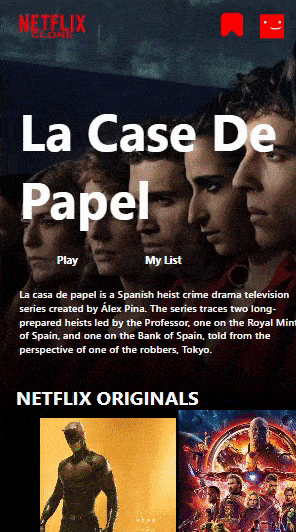 NETFLIX
CLONE
La Case De
Papel
Play My List
La casa de papel is a Spanish heist crime drama television
series created by Álex Pina. The series traces two long-
prepared heists led by the Professor, one on the Royal Mint
of Spain, and one on the Bank of Spain, told from the
perspective of one of the robbers, Tokyo.
NETFLIX ORIGINALS